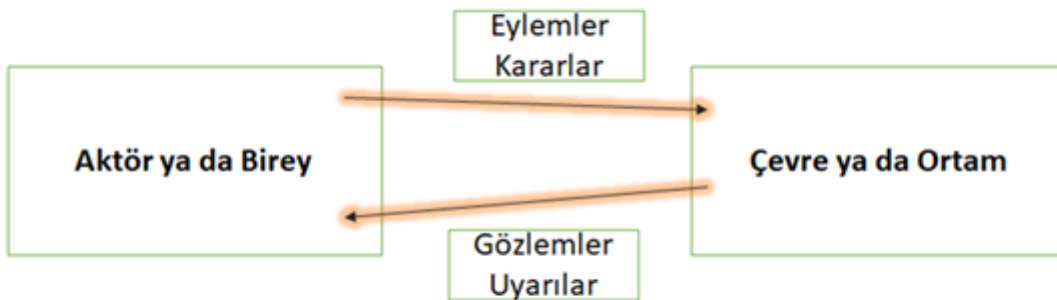 Eylemler
Kararlar
Aktör ya da Birey
Çevre ya da Ortam
Gözlemler
Uyarılar